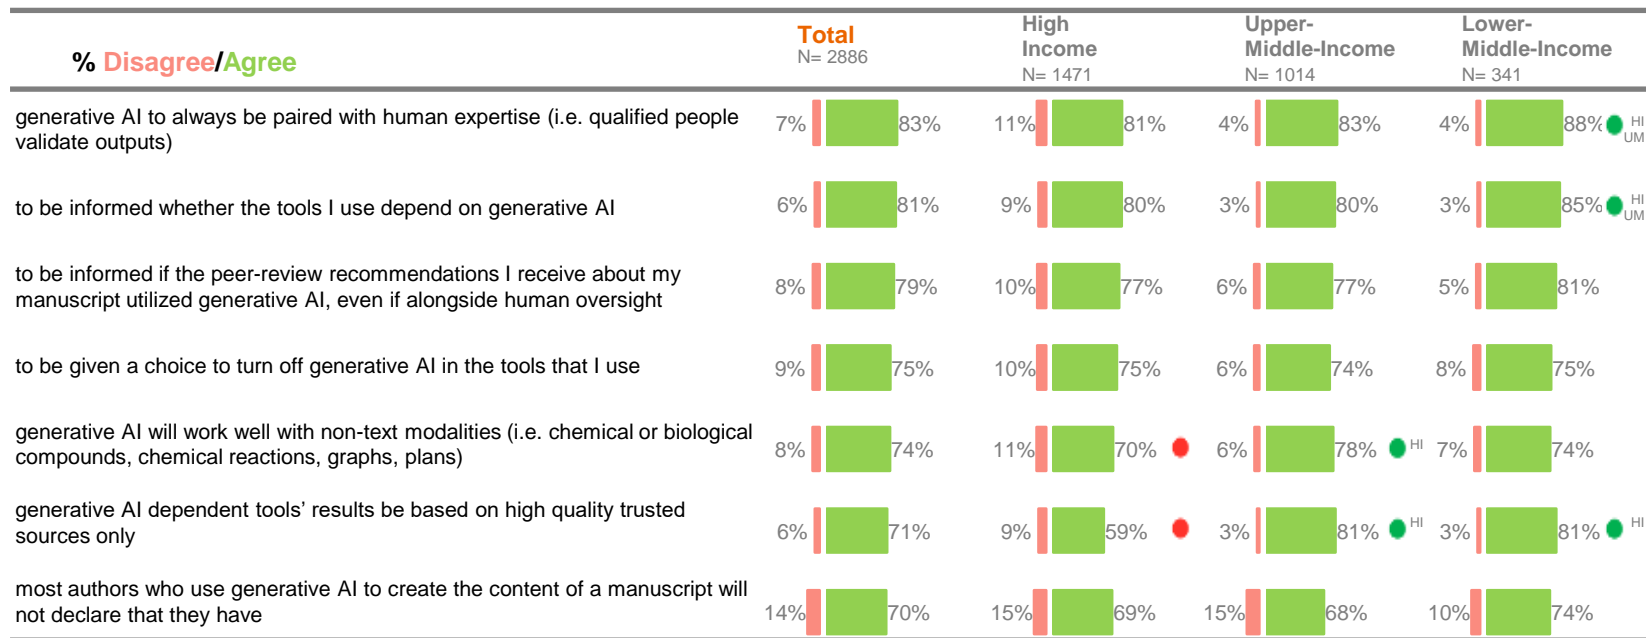 % Disagree/Agree
Total
N= 2886
High
Income
N= 1471
Upper-
Middle-Income
N= 1014
Lower-
Middle-Income
N= 341
generative AI to always be paired with human expertise (i.e. qualified people
validate outputs)
7% 83% 11% 81% 4% 83% 4% 88% HI
UM
to be informed whether the tools I use depend on generative AI
6% 81% 9% 80% 3% 80% 3% 85% HI
UM
to be informed if the peer-review recommendations I receive about my
manuscript utilized generative AI, even if alongside human oversight
8% 79% 10% 77% 6% 77% 5% 81%
to be given a choice to turn off generative AI in the tools that I use
9% 75% 10% 75% 6% 74% 8% 75%
generative AI will work well with non-text modalities (i.e. chemical or biological
compounds, chemical reactions, graphs, plans)
8% 74% 11% 70% 6% 78% HI 7% 74%
generative AI dependent tools’ results be based on high quality trusted
sources only
6% 71% 9% 59% 3% 81% HI 3% 81% HI
most authors who use generative AI to create the content of a manuscript will
not declare that they have
14% 70% 15% 69% 15% 68% 10% 74%